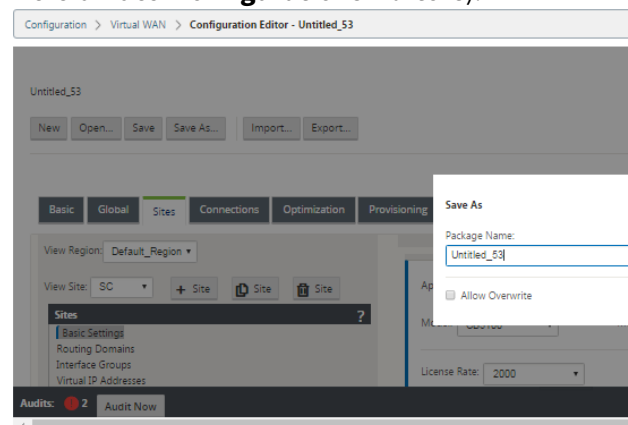 Configuration > Virtual WAN > Configuration Editor - Untitled_53
Untitled_53
New Open... Save Save As... Import... Export...
Basic Global Sites Connections Optimization Provisioning
Save As
Package Name:
Untitled_53
Allow Overwrite
View Region: Default_Region
View Site: SC + Site Site Site
Sites ?
Basic Settings
Routing Domains
Interface Groups
Virtual IP Addresses
License Rate: 2000
Audits: 2 Audit Now